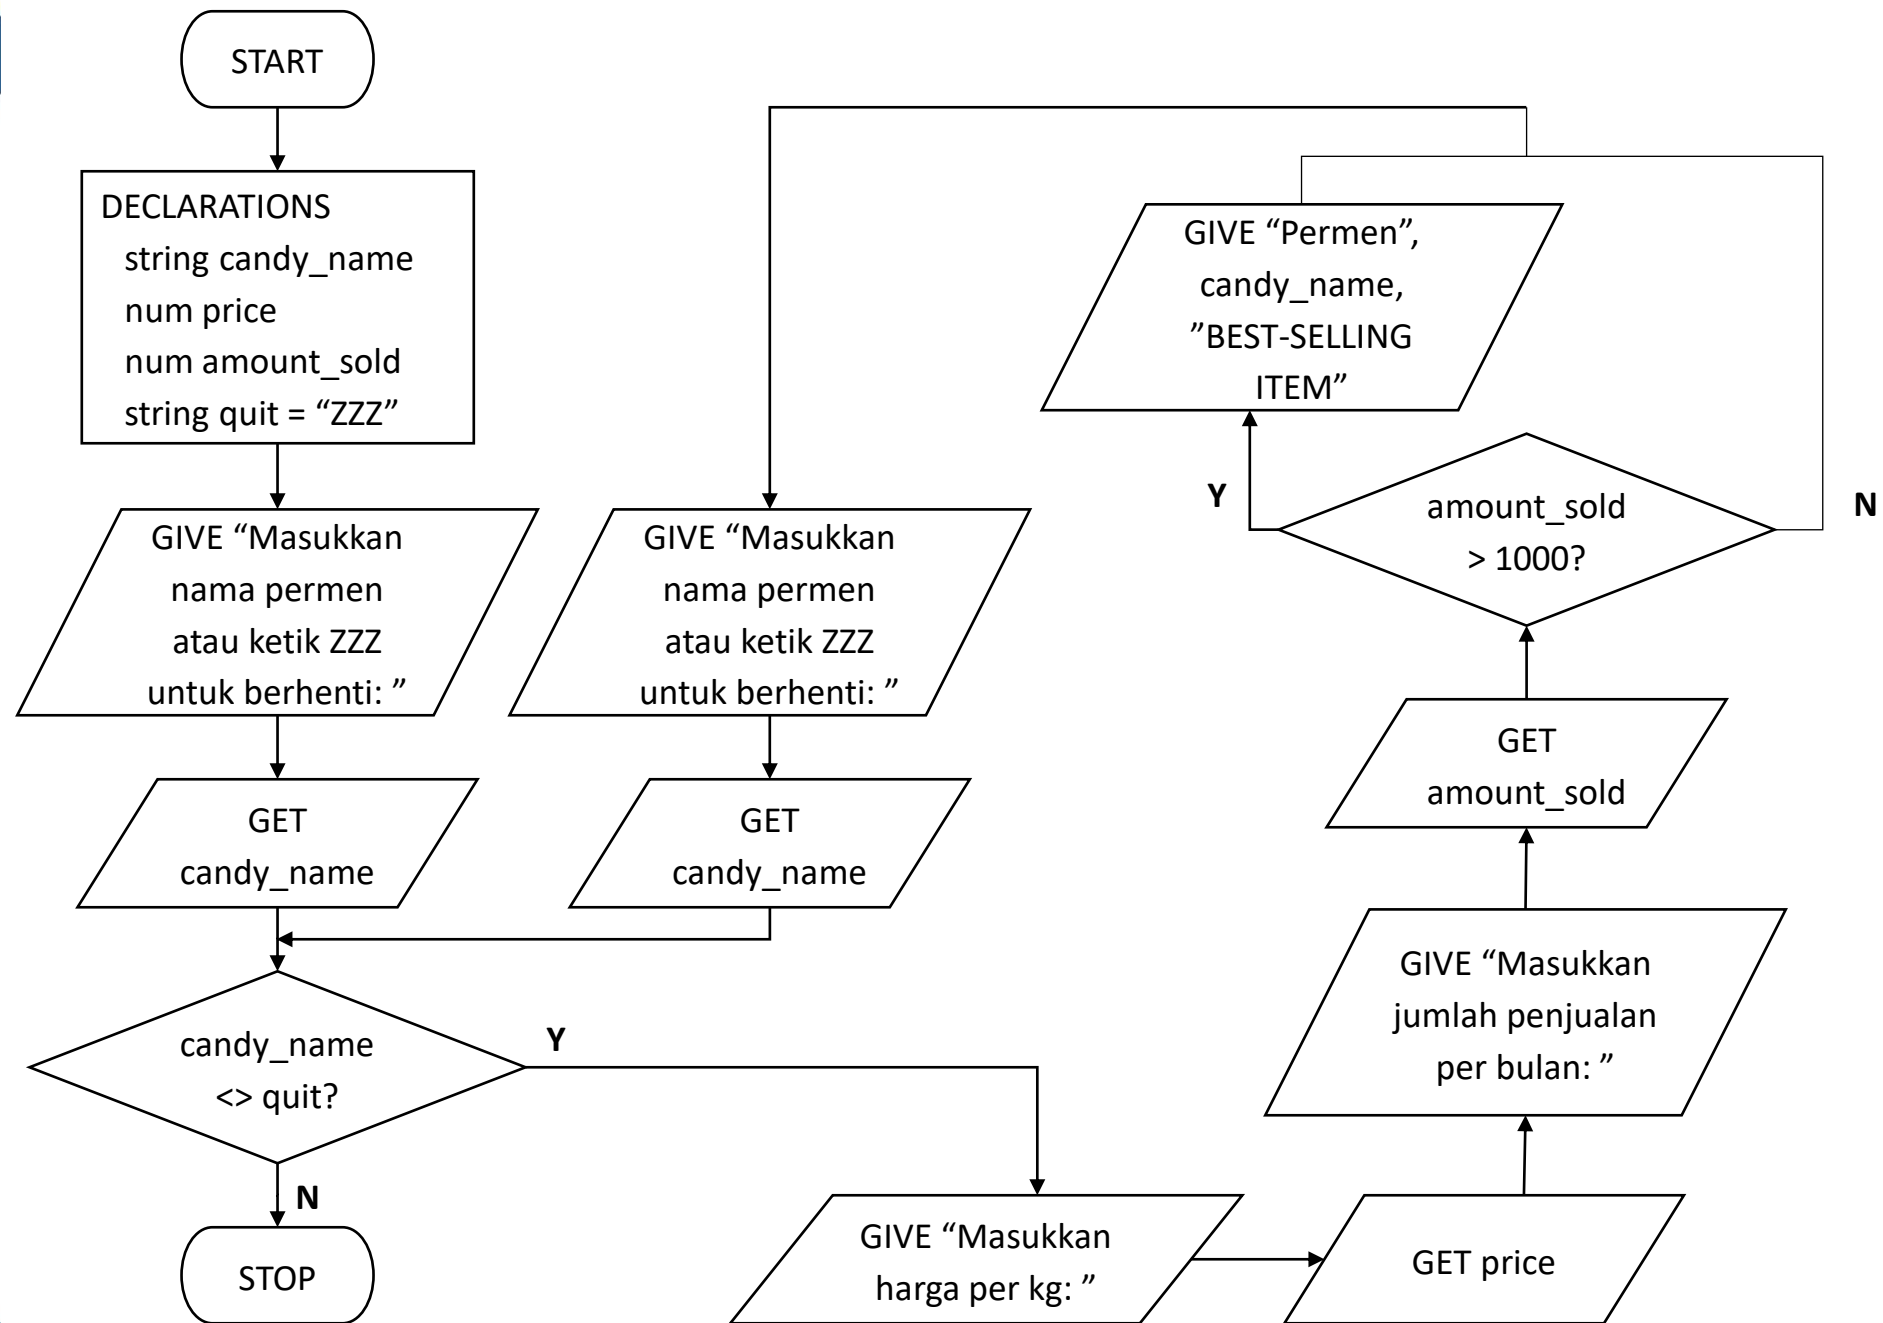 START
DECLARATIONS
string candy_name
num price
num amount_sold
string quit = “ZZZ”
GIVE “Masukkan
nama permen
atau ketik ZZZ
untuk berhenti: ”
GET
candy_name
candy_name
<> quit?
N
STOP
Y
GIVE “Masukkan
nama permen
atau ketik ZZZ
untuk berhenti: ”
GET
candy_name
GIVE “Masukkan
harga per kg: ”
GET price
GIVE “Masukkan
jumlah penjualan
per bulan: ”
GET
amount_sold
amount_sold
> 1000?
Y
N
GIVE “Permen”,
candy_name,
”BEST-SELLING
ITEM”